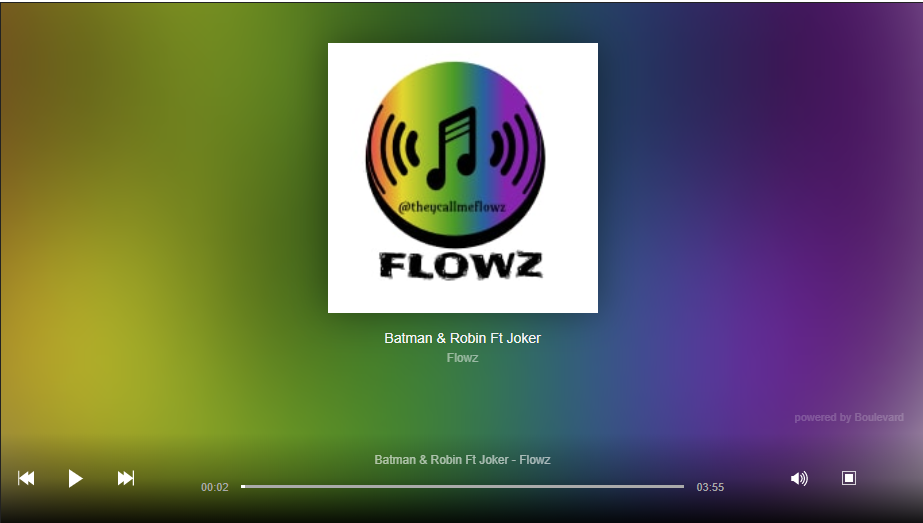 @theycallmeflowz
FLOWZ
Batman & Robin Ft Joker
Flowz
powered by Boulevard
Batman & Robin Ft Joker - Flowz
00:02
03:55